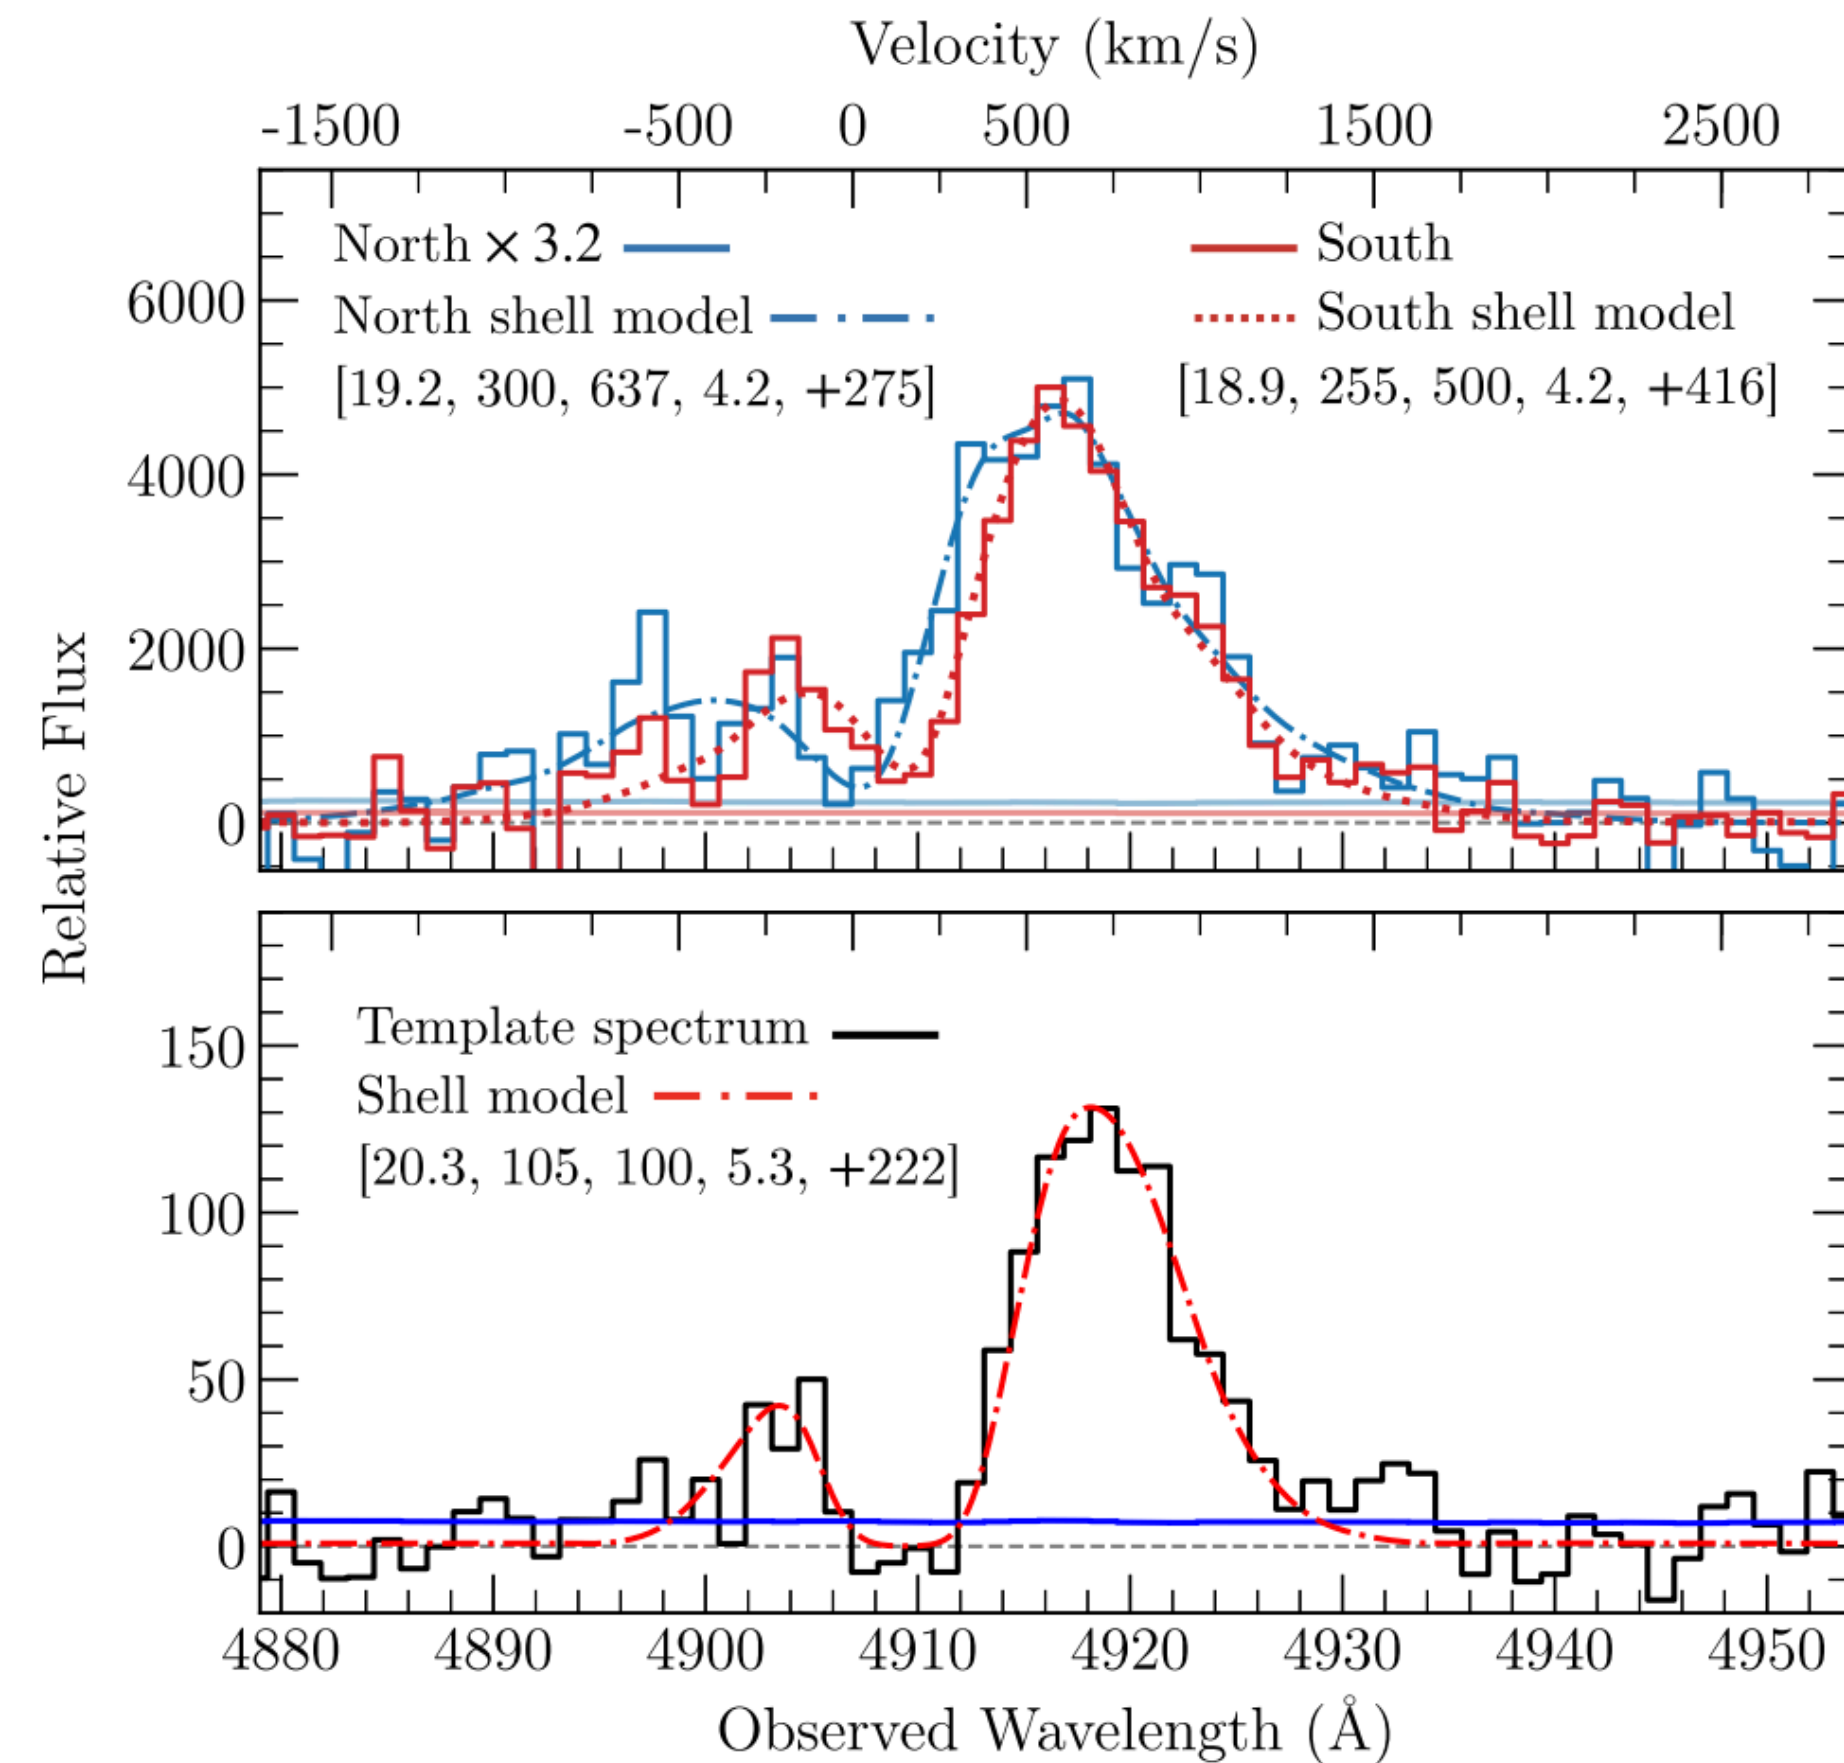 Velocity (km/s)
-1500 -500 0 500 1500 2500
North × 3.2
North shell model
[19.2, 300, 637, 4.2, +275]
South
South shell model
[18.9, 255, 500, 4.2, +416]
6000
4000
2000
0
Relative Flux
Template spectrum
Shell model
[20.3, 105, 100, 5.3, +222]
150
100
50
0
4880 4890 4900 4910 4920 4930 4940 4950
Observed Wavelength (Å)